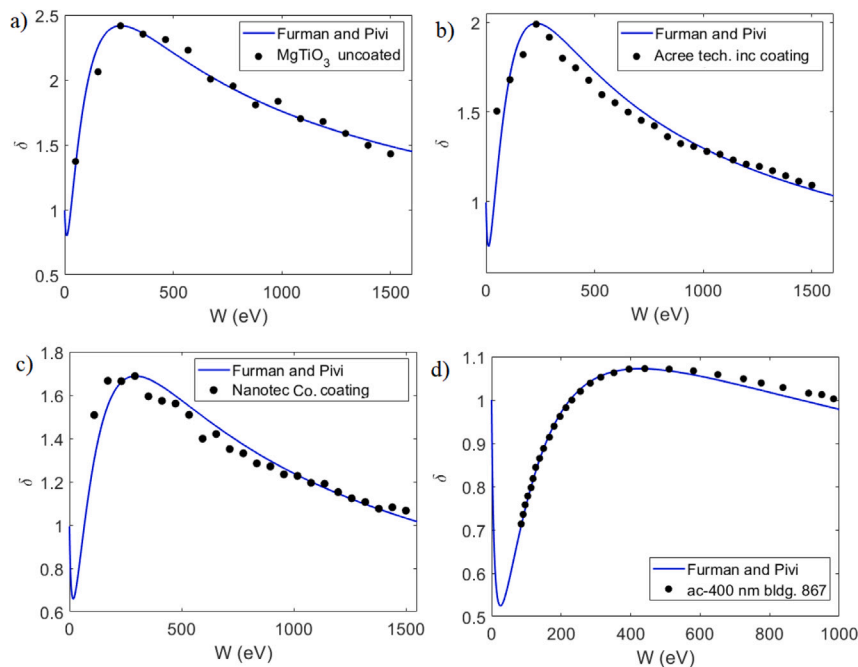 a)
2.5
2
1.5
1
0.5
δ
Furman and Pivi
MgTiO3 uncoated
0 500 1000 1500
W (eV)
b)
2
1.5
1
δ
Furman and Pivi
Acree tech. inc coating
0 500 1000 1500
W (eV)
c)
1.8
1.6
1.4
1.2
1
0.8
0.6
δ
Furman and Pivi
Nanotec Co. coating
0 500 1000 1500
W (eV)
d)
1.1
1
0.9
0.8
0.7
0.6
0.5
δ
Furman and Pivi
ac-400 nm bldg. 867
0 200 400 600 800 1000
W (eV)